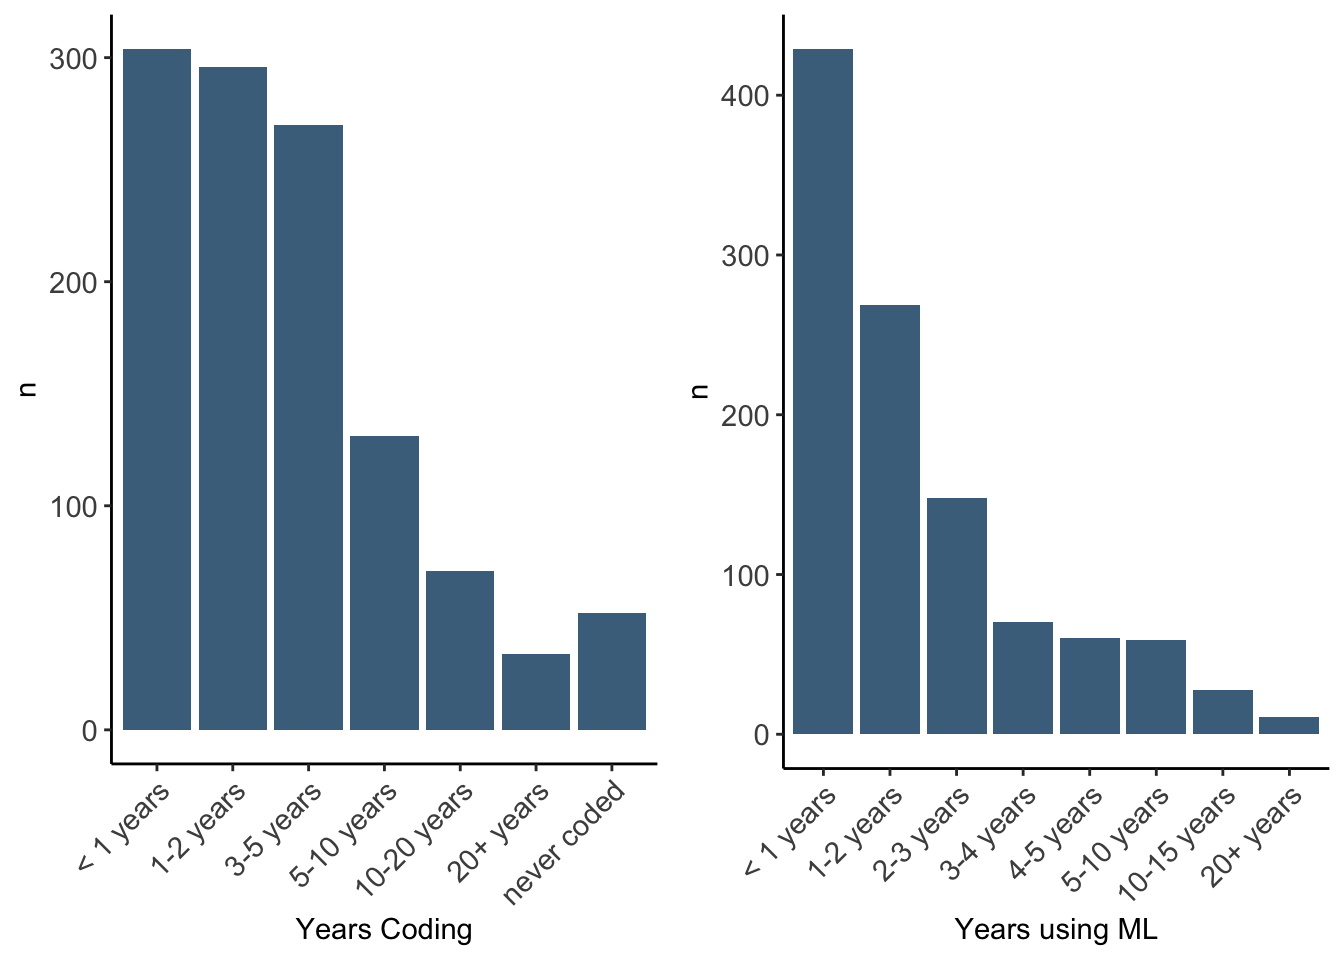 n
300
200
100
0
< 1 years
1-2 years
3-5 years
5-10 years
10-20 years
20+ years
never coded
Years Coding
n
400
300
200
100
0
< 1 years
1-2 years
2-3 years
3-4 years
4-5 years
5-10 years
10-15 years
20+ years
Years using ML